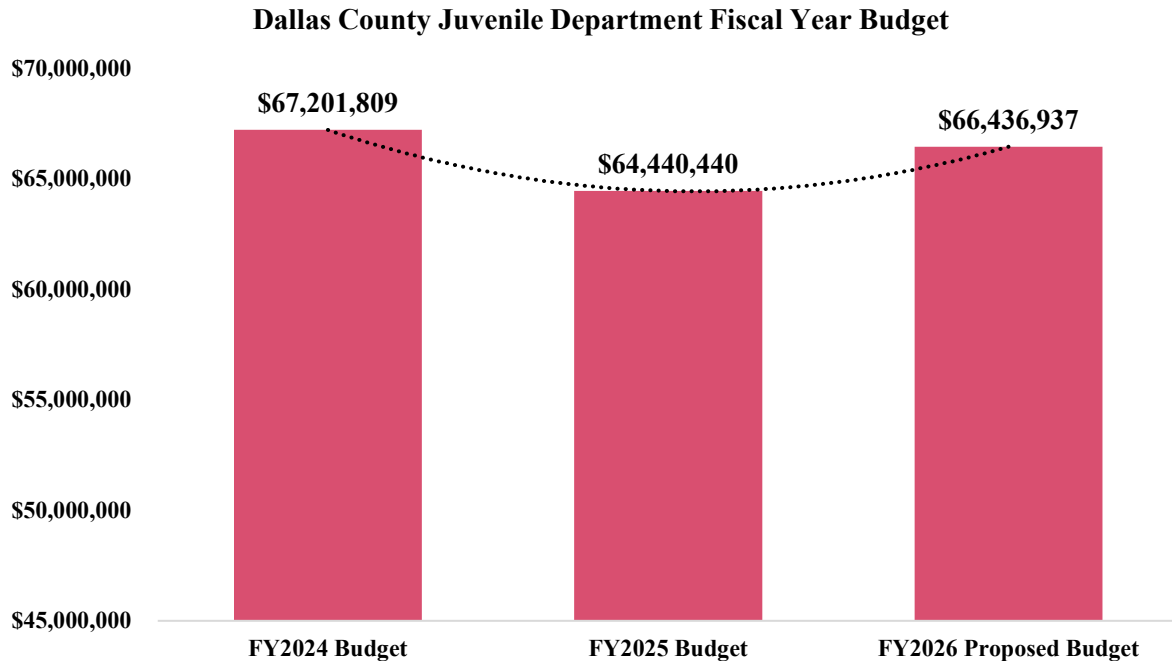 Dallas County Juvenile Department Fiscal Year Budget
$70,000,000
$67,201,809
$66,436,937
$64,440,440
$65,000,000
$60,000,000
$55,000,000
$50,000,000
$45,000,000
FY2024 Budget
FY2025 Budget
FY2026 Proposed Budget